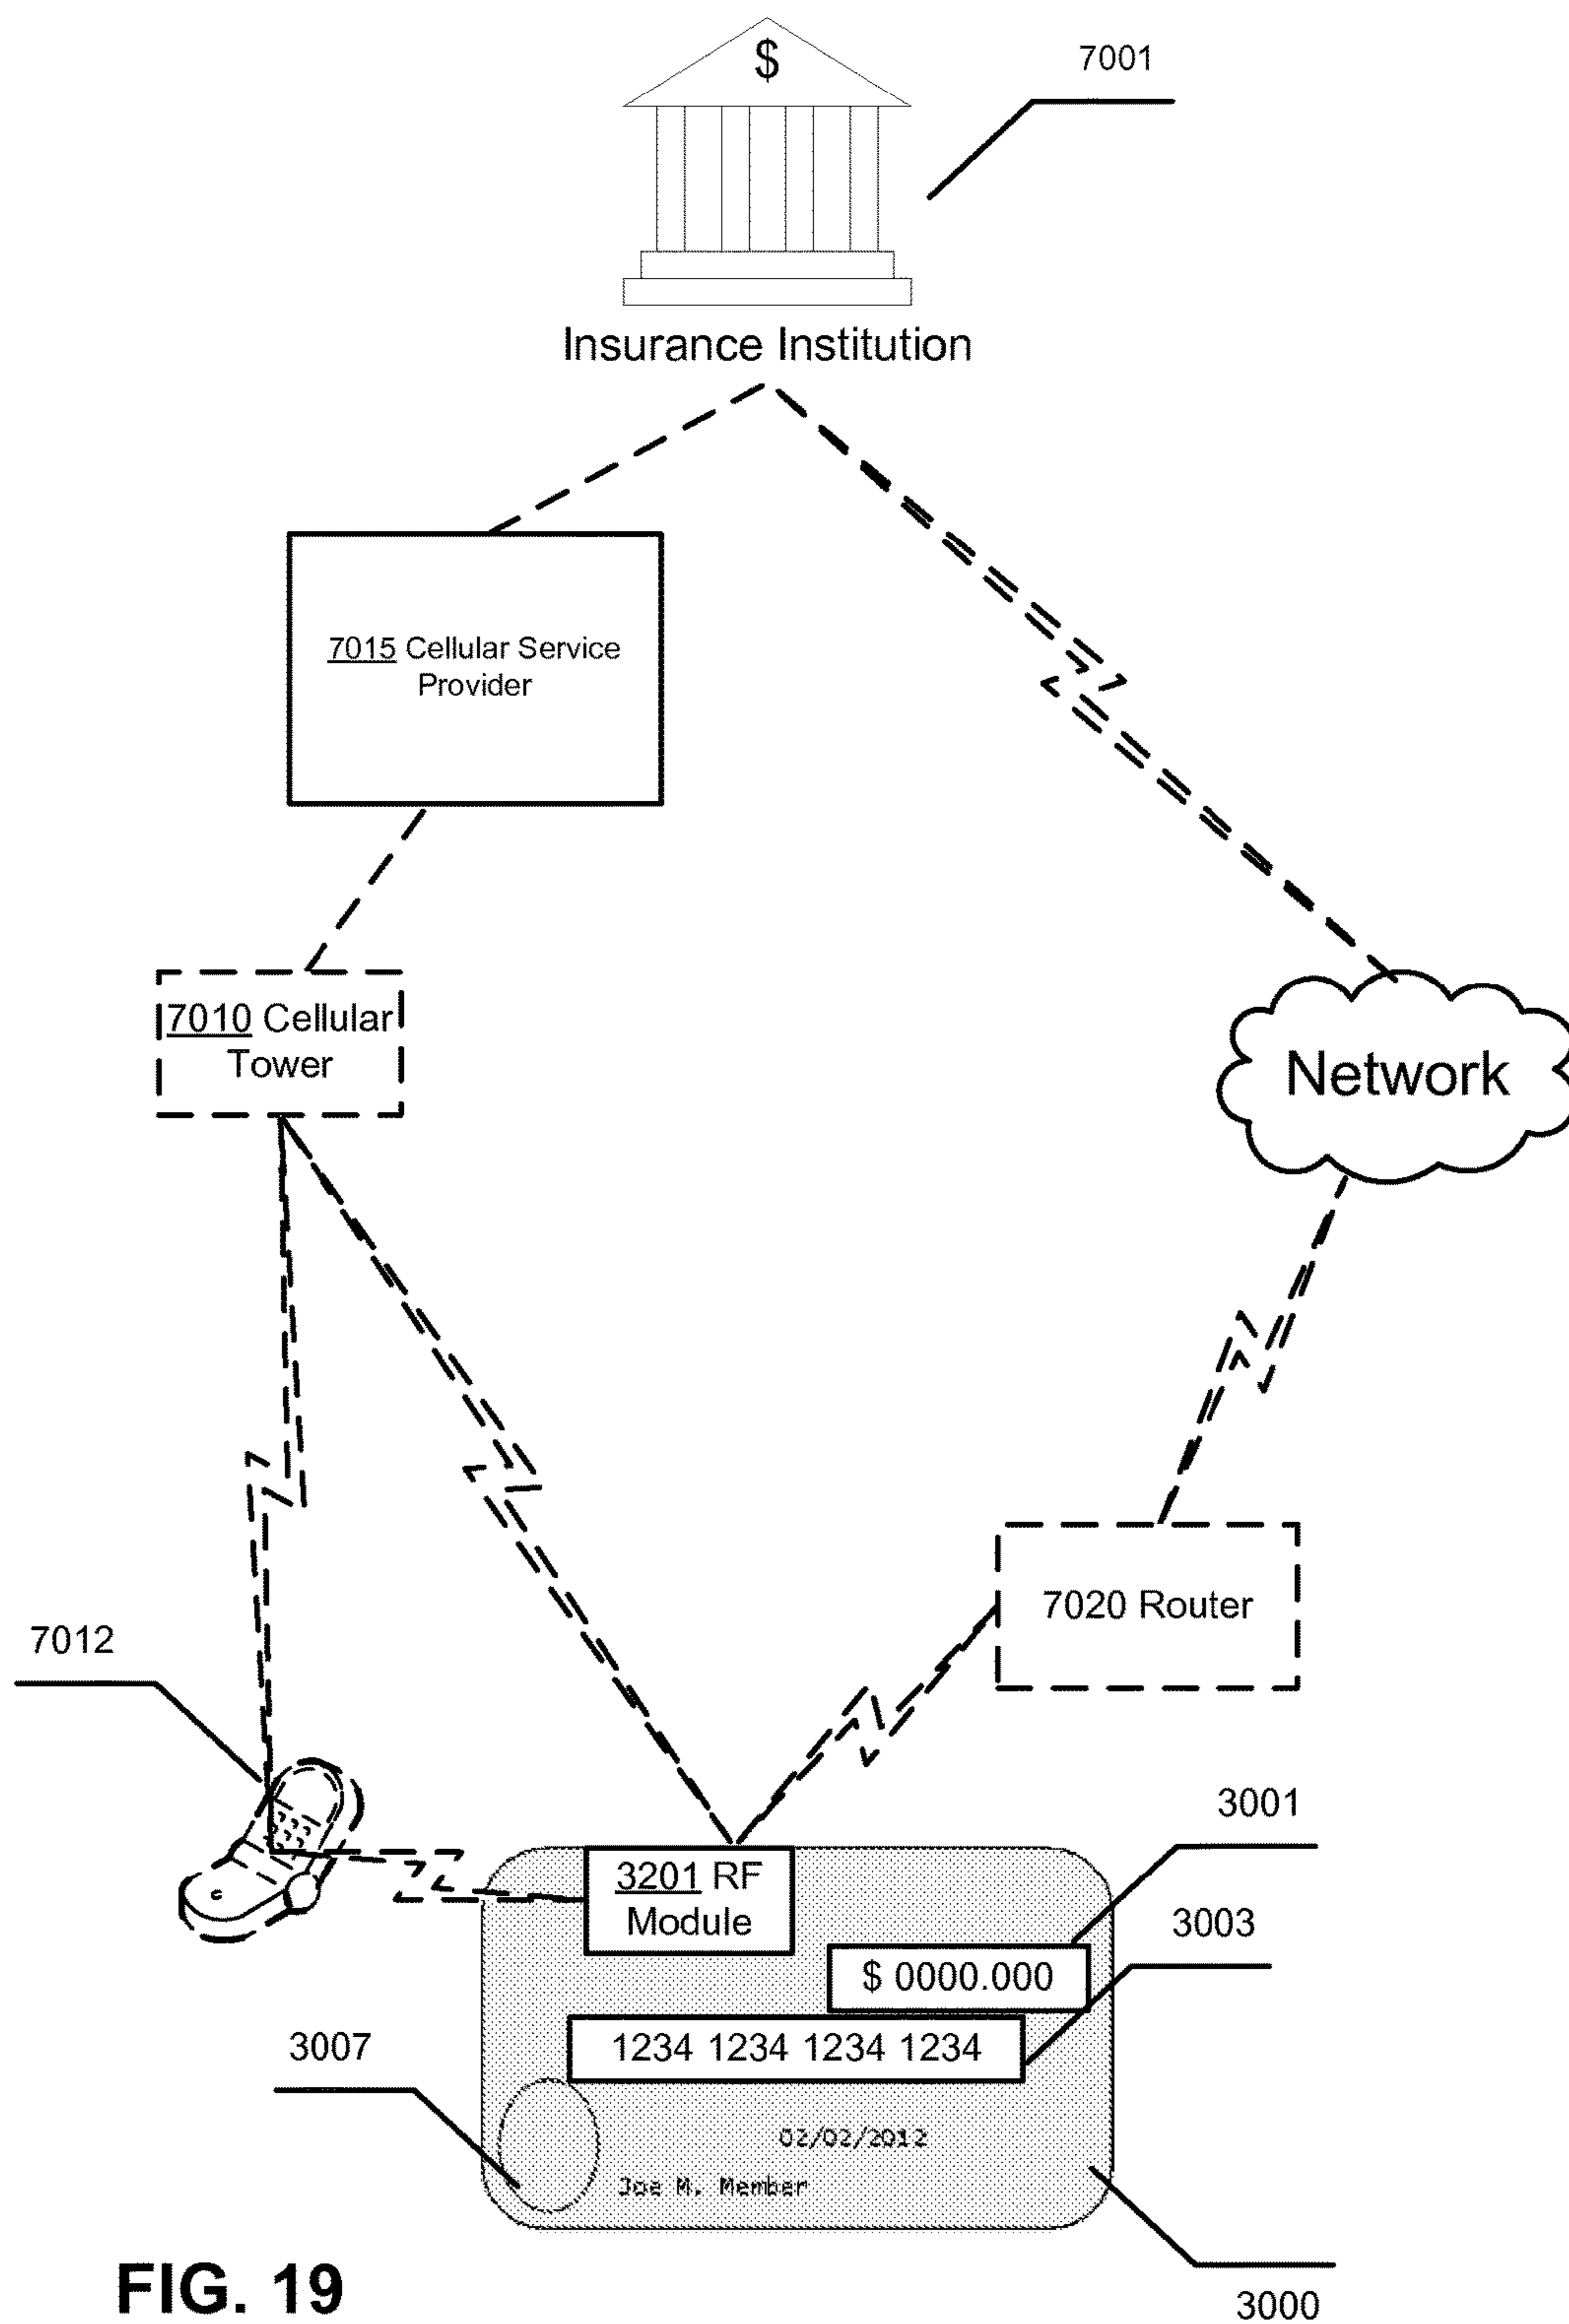 $
7001
Insurance Institution
7015 Cellular Service
Provider
7010 Cellular
Tower
Network
7020 Router
7012
3001
3201 RF
Module
3003
$ 0000.000
3007
1234 1234 1234 1234
02/02/2012
Joe M. Member
FIG. 19
3000